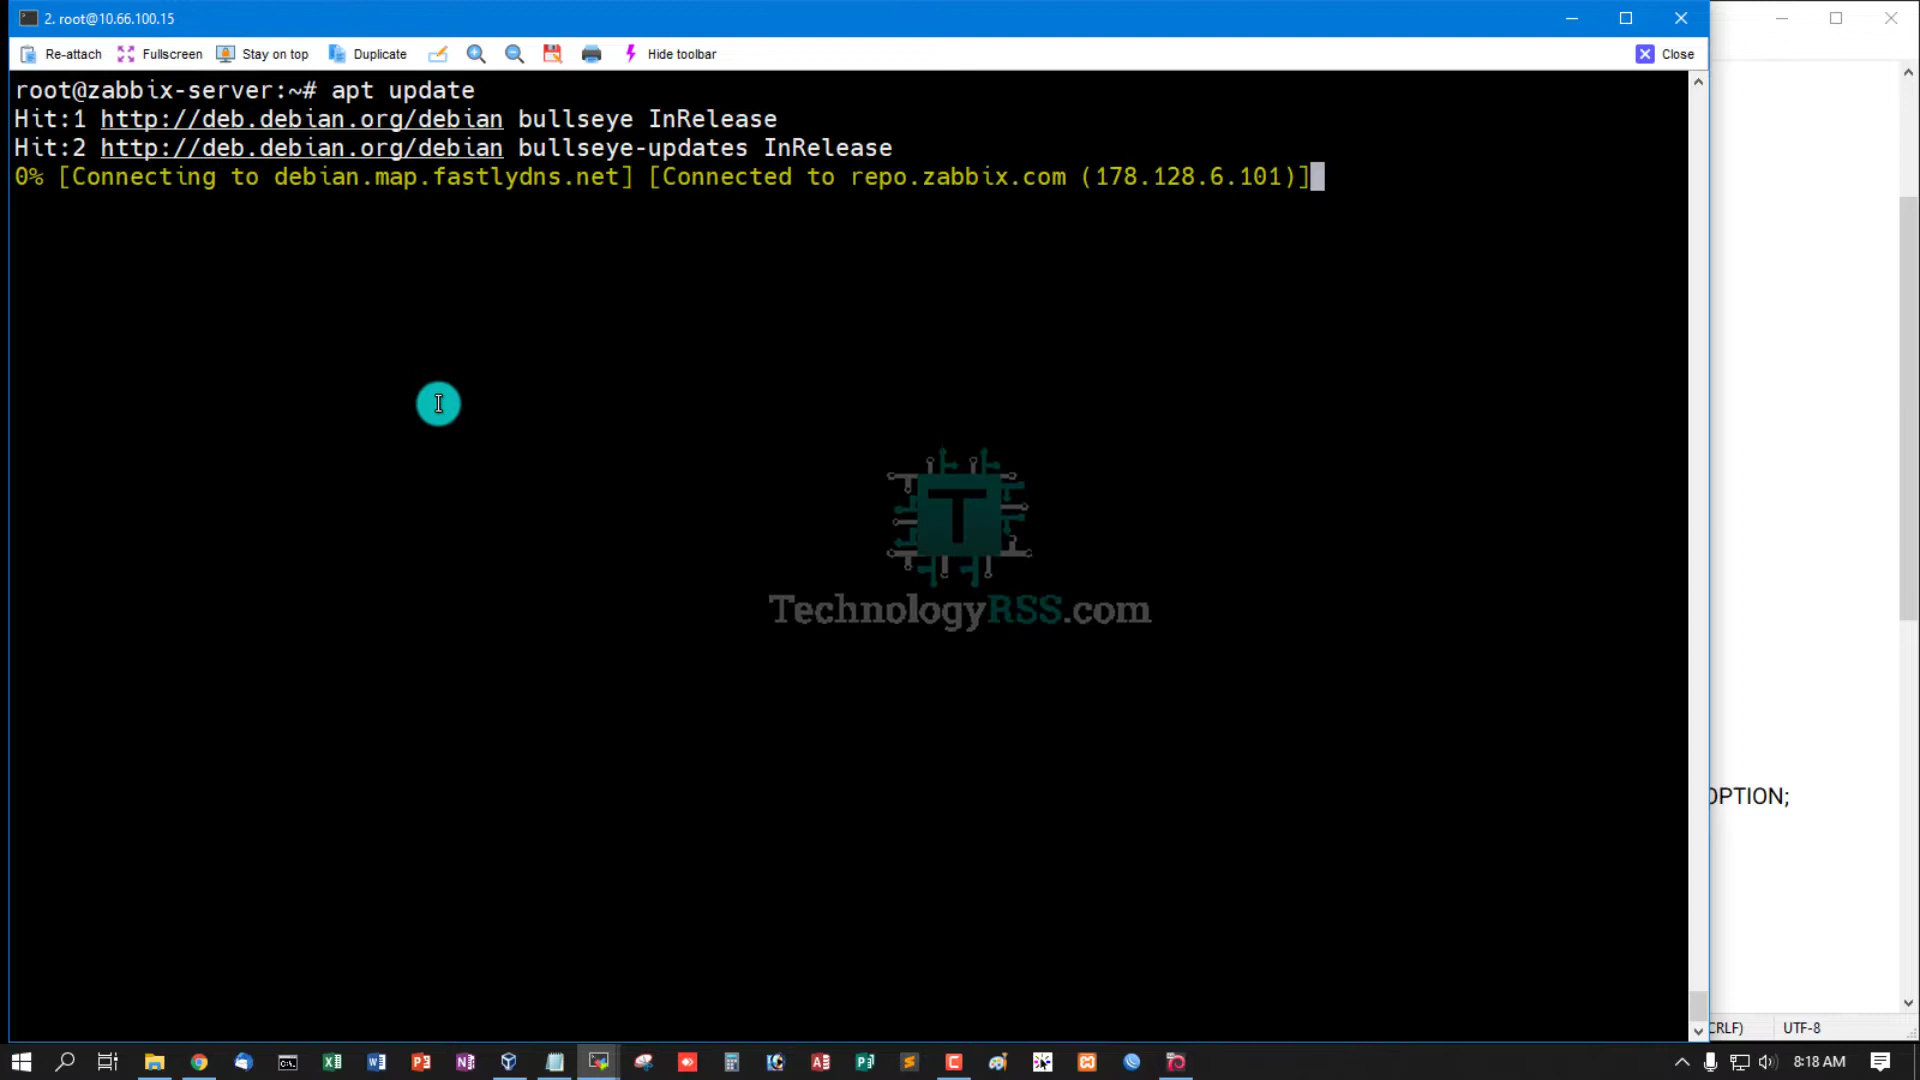 2. root@10.66.100.15
Re-attach Fullscreen Stay on top Duplicate Hide toolbar Close
root@zabbix-server:~# apt update
Hit:1 http://deb.debian.org/debian bullseye InRelease
Hit:2 http://deb.debian.org/debian bullseye-updates InRelease
0% [Connecting to debian.map.fastlydns.net] [Connected to repo.zabbix.com (178.128.6.101)]
T
TechnologyRSS.com
OPTION;
CRLF) UTF-8
8:18 AM